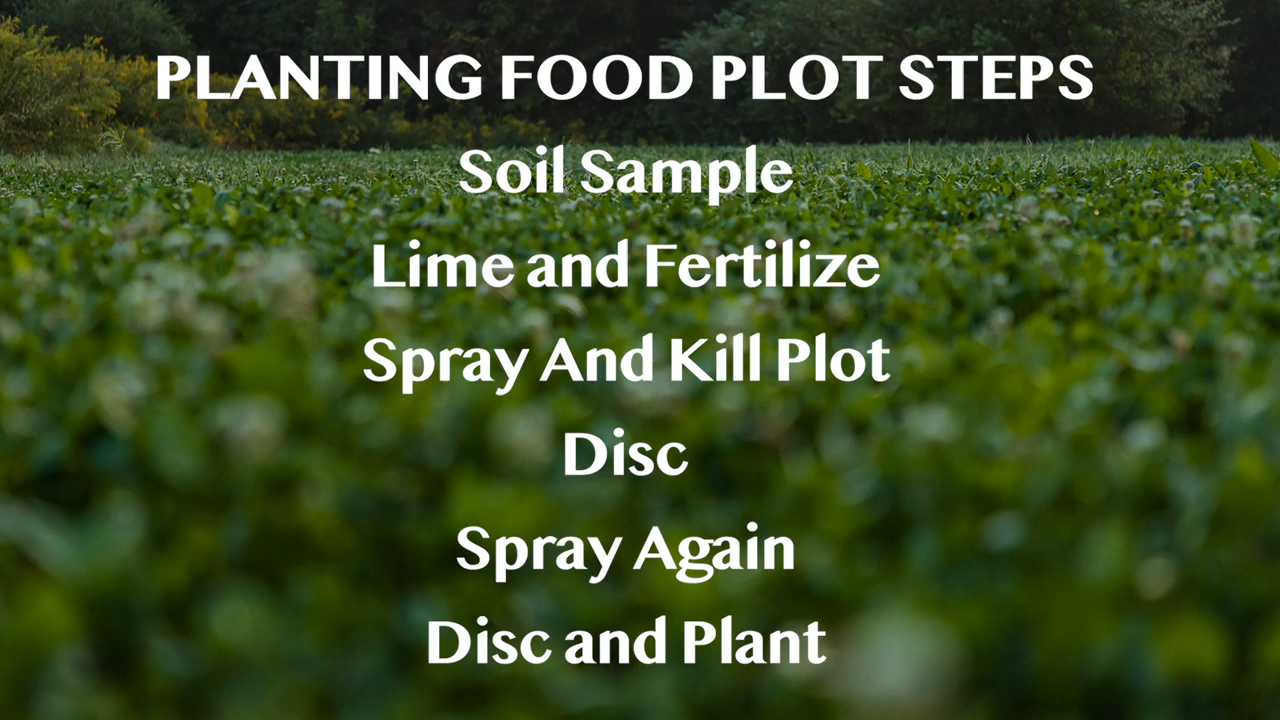 PLANTING FOOD PLOT STEPS
Soil Sample
Lime and Fertilize
Spray And Kill Plot
Disc
Spray Again
Disc and Plant